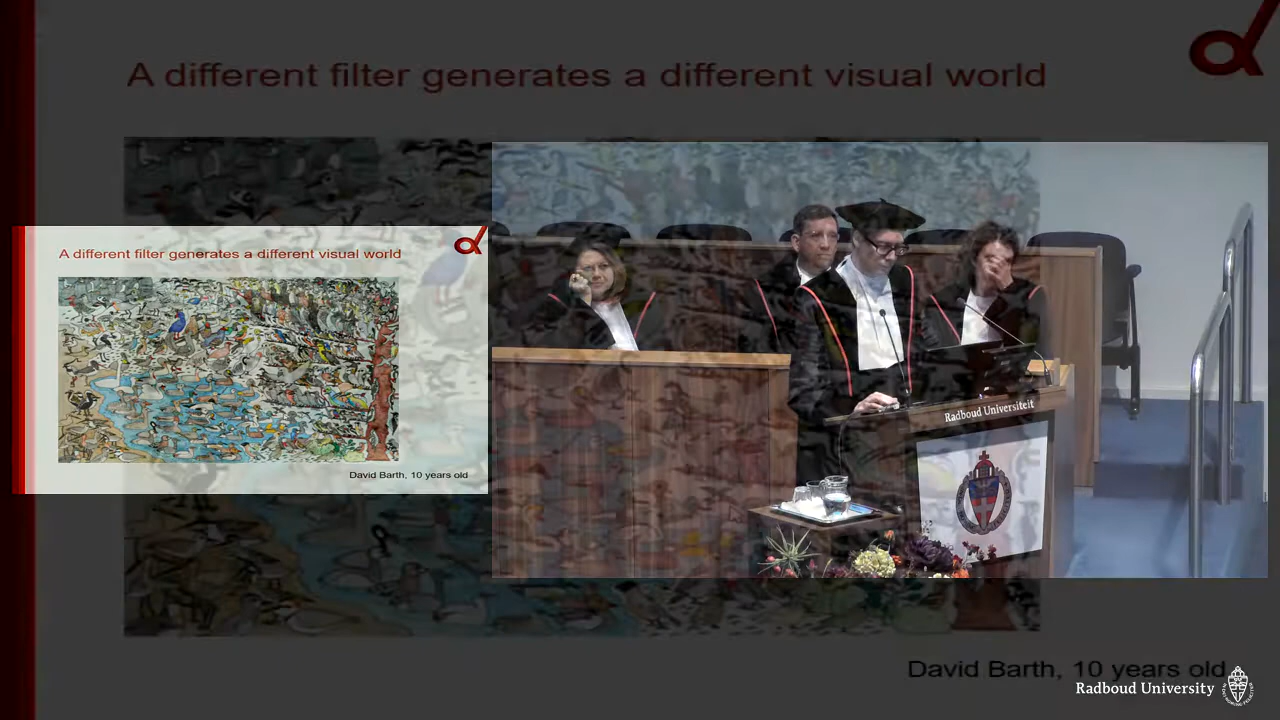 A different filter generates a different visual world
A different filter generates a different visual world
David Barth, 10 years old
Radboud Universiteit
David Barth, 10 years old
Radboud University